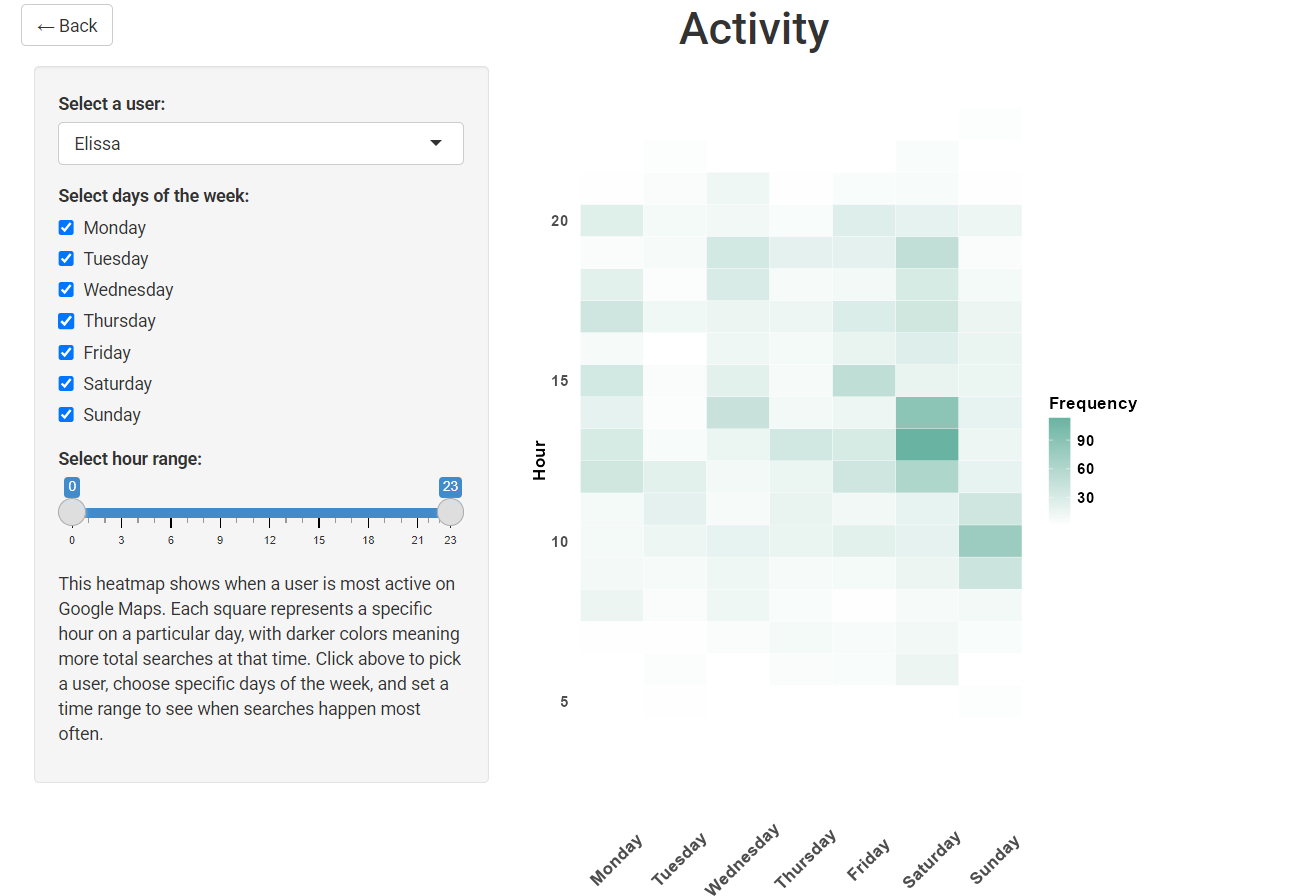 ← Back
Activity
Select a user:
Elissa
Select days of the week:
Monday
Tuesday
Wednesday
Thursday
Friday
Saturday
Sunday
Select hour range:
0 23
0 3 6 9 12 15 18 21 23
This heatmap shows when a user is most active on
Google Maps. Each square represents a specific
hour on a particular day, with darker colors meaning
more total searches at that time. Click above to pick
a user, choose specific days of the week, and set a
time range to see when searches happen most
often.
Hour
20
15
10
5
Monday Tuesday Wednesday Thursday Friday Saturday Sunday
Frequency
90
60
30